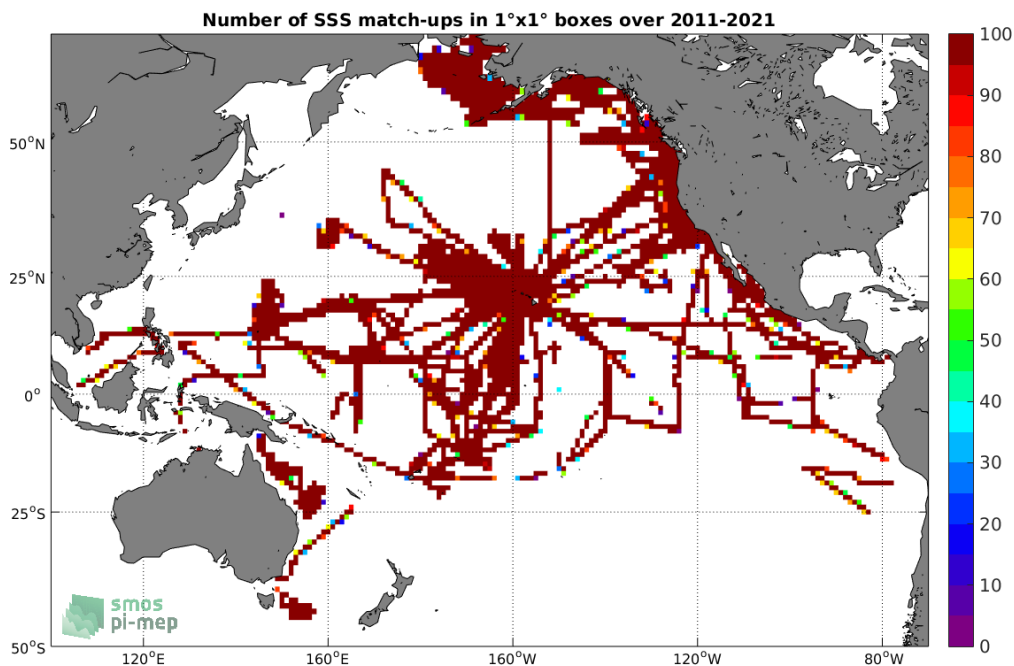 Number of SSS match-ups in 1°x1° boxes over 2011-2021
100
90
80
70
60
50
40
30
20
10
0
50°N
25°N
0°
25°S
50°S
120°E
160°E
160°W
120°W
80°W
smos
pi-mep